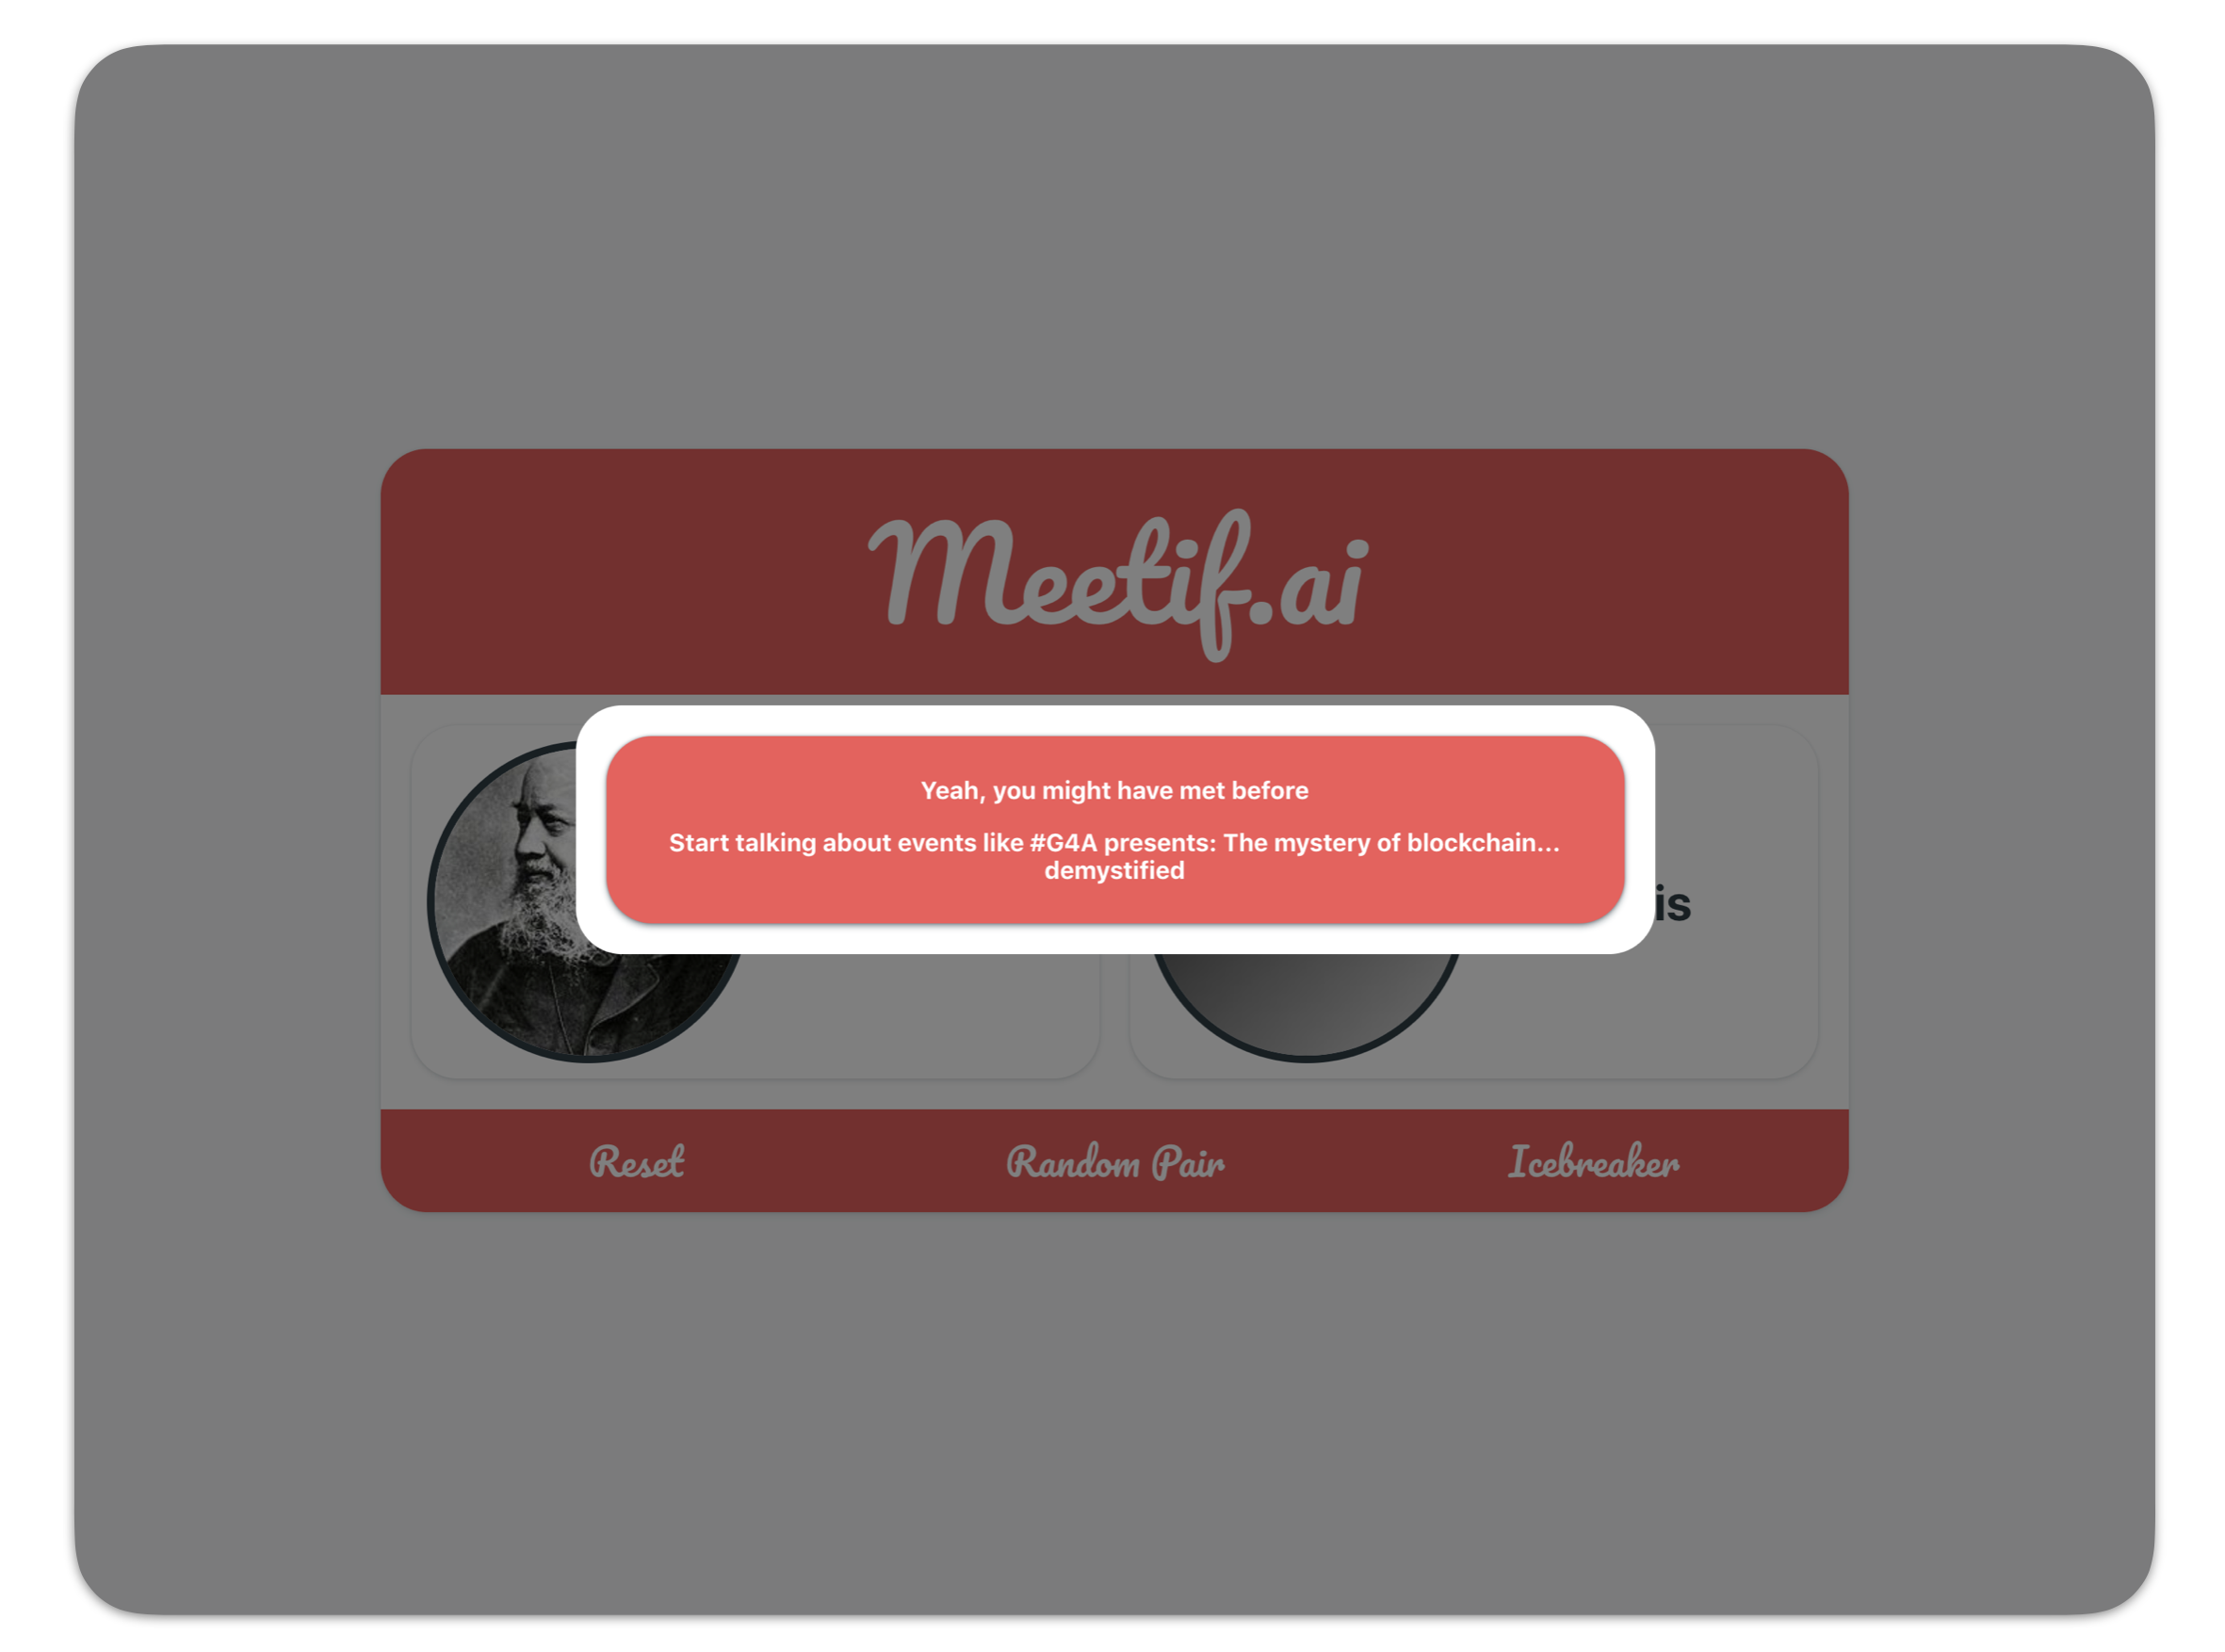 Meetif.ai
Yeah, you might have met before
Start talking about events like #G4A presents: The mystery of blockchain...
demystified
is
Reset
Random Pair
Icebreaker